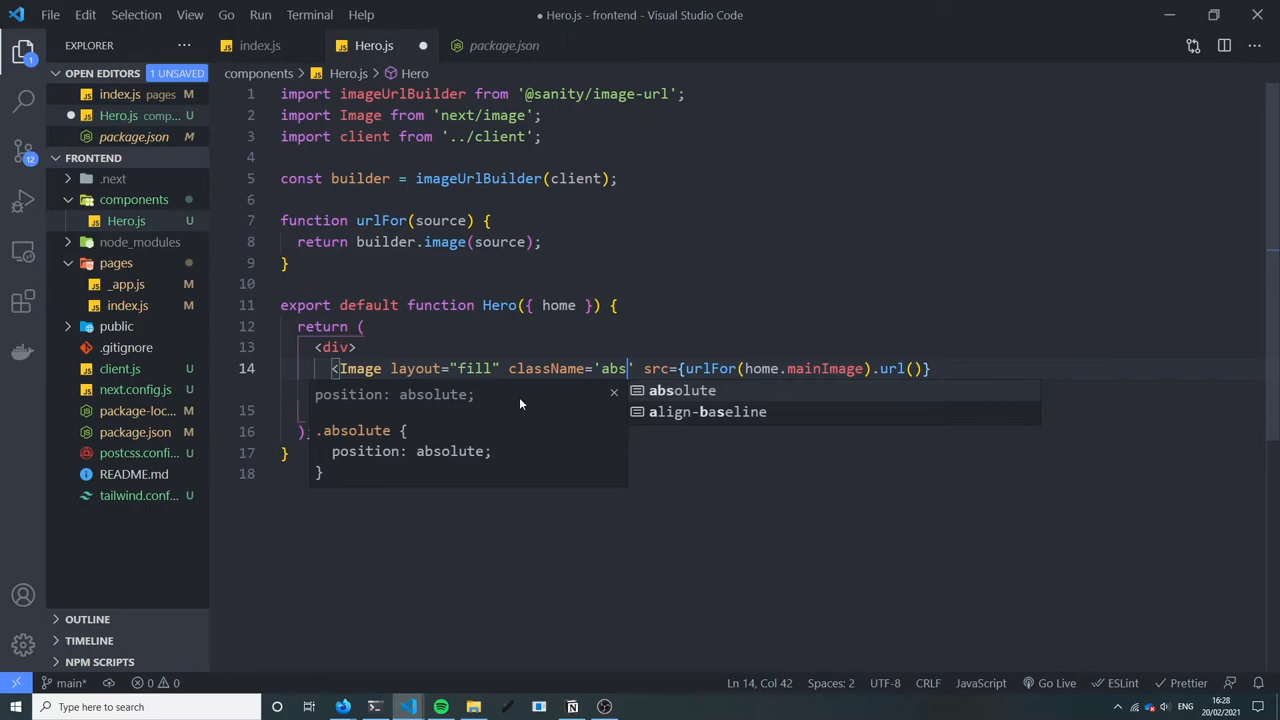 File Edit Selection View Go Run Terminal Help
● Hero.js - frontend - Visual Studio Code
EXPLORER
index.js
Hero.js
package.json
OPEN EDITORS 1 UNSAVED
index.js pages M
Hero.js comp... U
package.json M
FRONTEND
.next
components
Hero.js U
node_modules
pages
_app.js M
index.js M
public
.gitignore
client.js U
next.config.js U
package-loc... M
package.json M
postcss.confi... U
README.md
tailwind.conf... U
OUTLINE
TIMELINE
NPM SCRIPTS
components > Hero.js > Hero
1 import imageUrlBuilder from '@sanity/image-url';
2 import Image from 'next/image';
3 import client from '../client';
4
5 const builder = imageUrlBuilder(client);
6
7 function urlFor(source) {
8 return builder.image(source);
9 }
10
11 export default function Hero({ home }) {
12 return (
13 <div>
14 <Image layout="fill" className='abs' src={urlFor(home.mainImage).url()}
15
16 );
17 }
18
position: absolute;
.absolute {
position: absolute;
}
absolute
align-baseline
1
12
main*
0 0
Ln 14, Col 42
Spaces: 2
UTF-8
CRLF
JavaScript
Go Live
ESLint
Prettier
Type here to search
ENG
16:28
20/02/2021